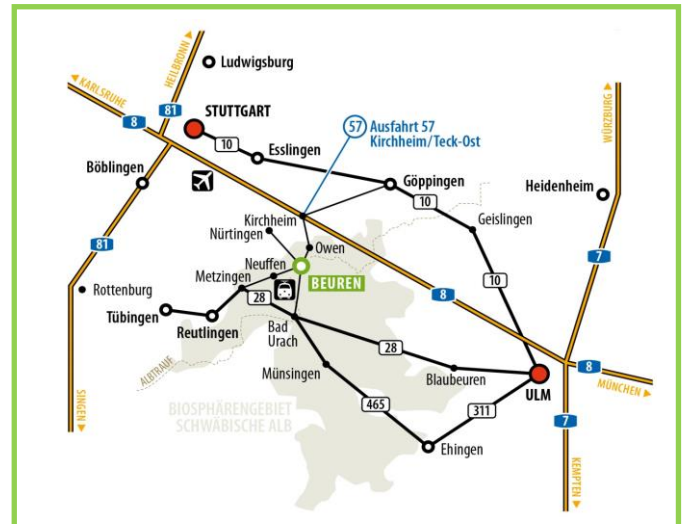 HEILBRONN
Ludwigsburg
KARLSRUHE
81
8
STUTTGART
57 Ausfahrt 57
Kirchheim/Teck-Ost
WÜRZBURG
10
Esslingen
Böblingen
Göppingen
Heidenheim
10
Kirchheim
Geislingen
Nürtingen
Owen
81
7
Neuffen
Metzingen
BEUREN
10
Rottenburg
28
8
Tübingen
Reutlingen
Bad
Urach
28
ALBTRAUF
Münsingen
Blaubeuren
8
ULM
MÜNCHEN
SINGEN
BIOSPHÄRENGEBIET
SCHWÄBISCHE ALB
465
311
7
Ehingen
KEMPTEN